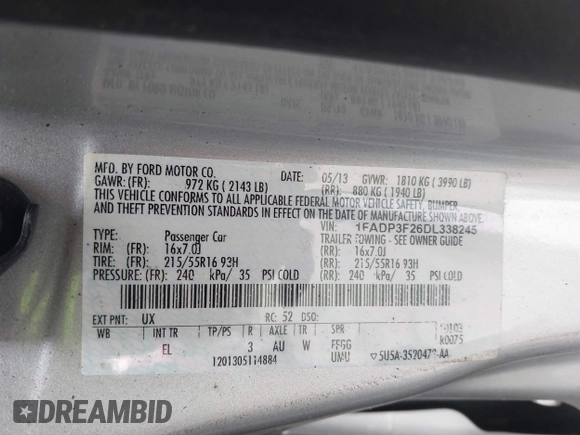 MFD. BY FORD MOTOR CO.
DATE: 05/13 GVWR: 1810 KG ( 3990 LB)
GAWR: (FR): 972 KG ( 2143 LB) (RR): 880 KG ( 1940 LB)
THIS VEHICLE CONFORMS TO ALL APPLICABLE FEDERAL MOTOR VEHICLE SAFETY, BUMPER,
AND THEFT PREVENTION STANDARDS IN EFFECT ON THE DATE OF MANUFACTURE SHOWN ABOVE.
VIN: 1FADP3F26DL338245
TYPE: Passenger Car TRAILER TOWING - SEE OWNER GUIDE
RIM: (FR) 16x7.0J (RR): 16x7.0J
TIRE: (FR) 215/55R16 93H (RR) 215/55R16 93H
PRESSURE: (FR) 240 kPa/ 35 PSI COLD (RR) 240 kPa/ 35 PSI COLD
EXT PNT: UX RC: 52 DSO:
WB INT TR TP/PS R AXLE TR SPR
EL 3 AU W FFGG
UMU
K0075
1201305114884
5U5A-3520472-AA
DREAMBID